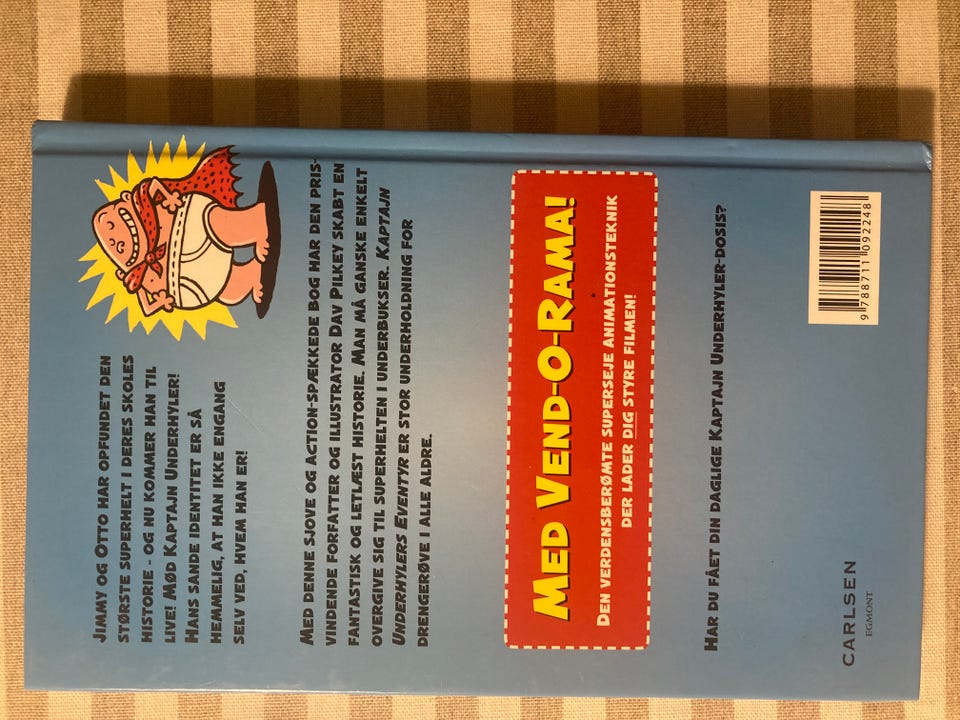 Jimmy og Otto har opfundet den
største superhelt i deres skoles
historie - og nu kommer han til
live! Mød Kaptajn Underhyler!
Hans sande identitet er så
hemmelig, at han ikke engang
selv ved, hvem han er!
Med denne sjove og action-spækkede bog har den pris-
vindende forfatter og illustrator Dav Pilkey skabt en
fantastisk og letlæst historie. Man må ganske enkelt
overgive sig til superhelten i underbukser. Kaptajn
Underhylers Eventyr er stor underholdning for
drengerøve i alle aldre.
Med Vend-O-Rama!
Den verdensberømte superseje animationsteknik
der lader dig styre filmen!
Har du fået din daglige Kaptajn Underhyler-dosis?
CARLSEN
EGMONT
9 788711 092248